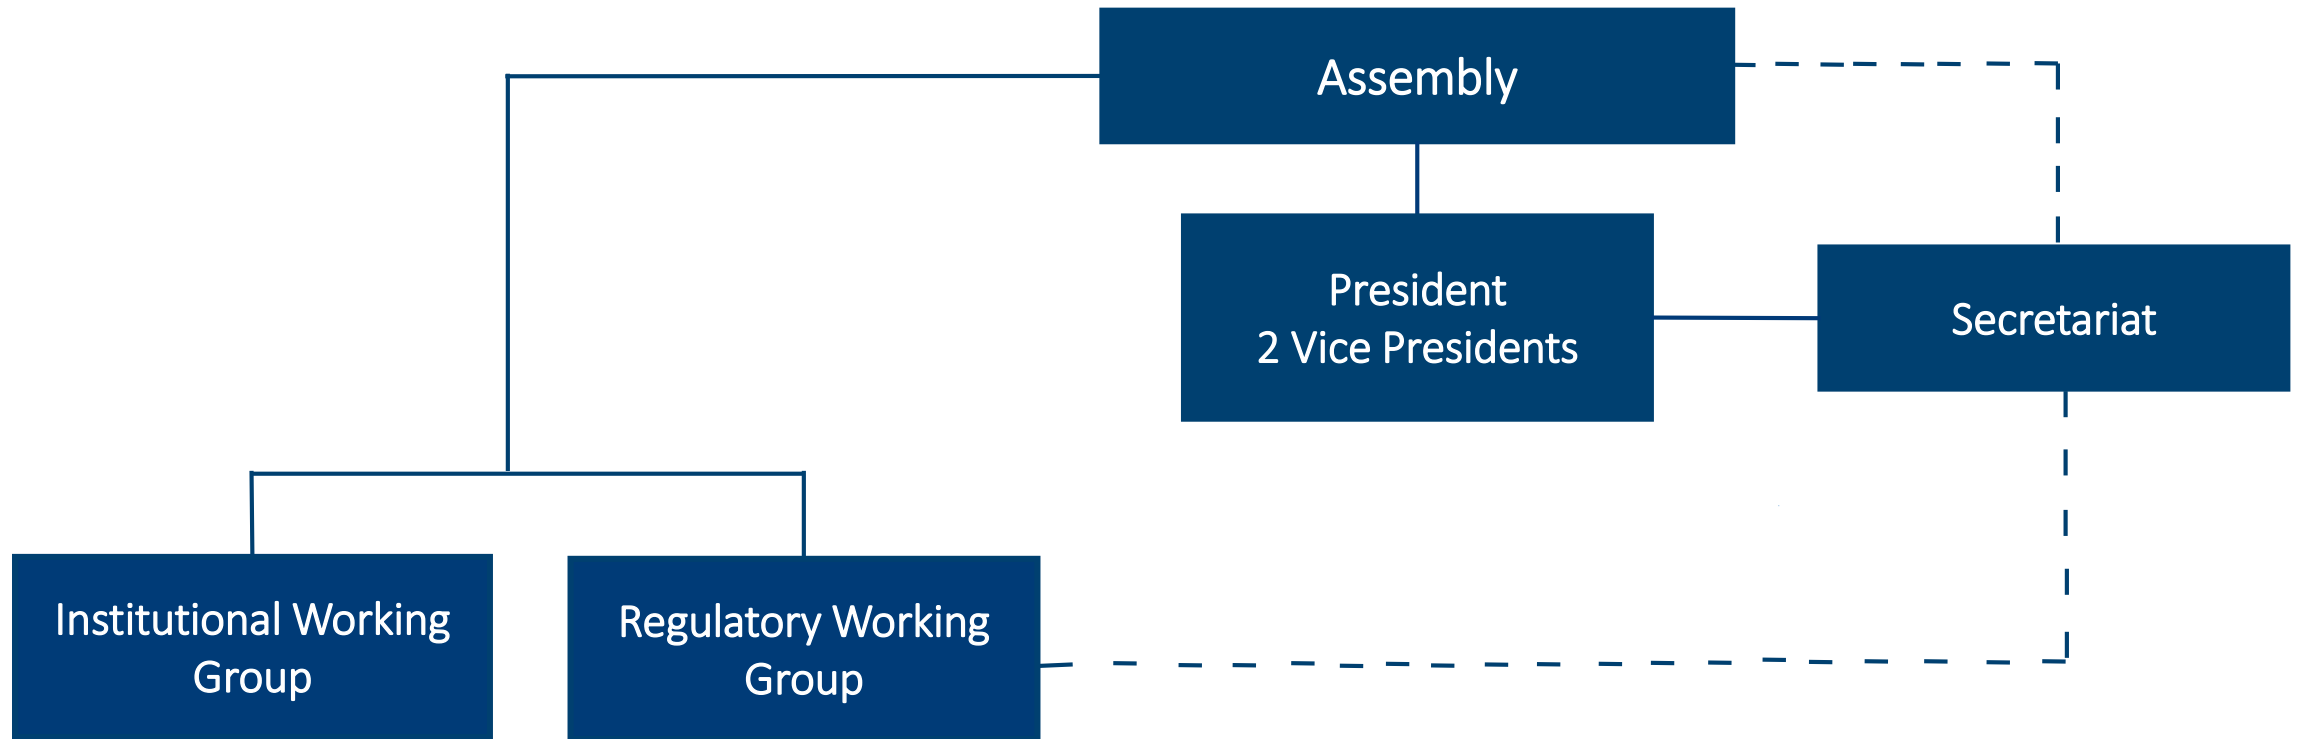 Assembly
President
2 Vice Presidents
Secretariat
Institutional Working
Group
Regulatory Working
Group